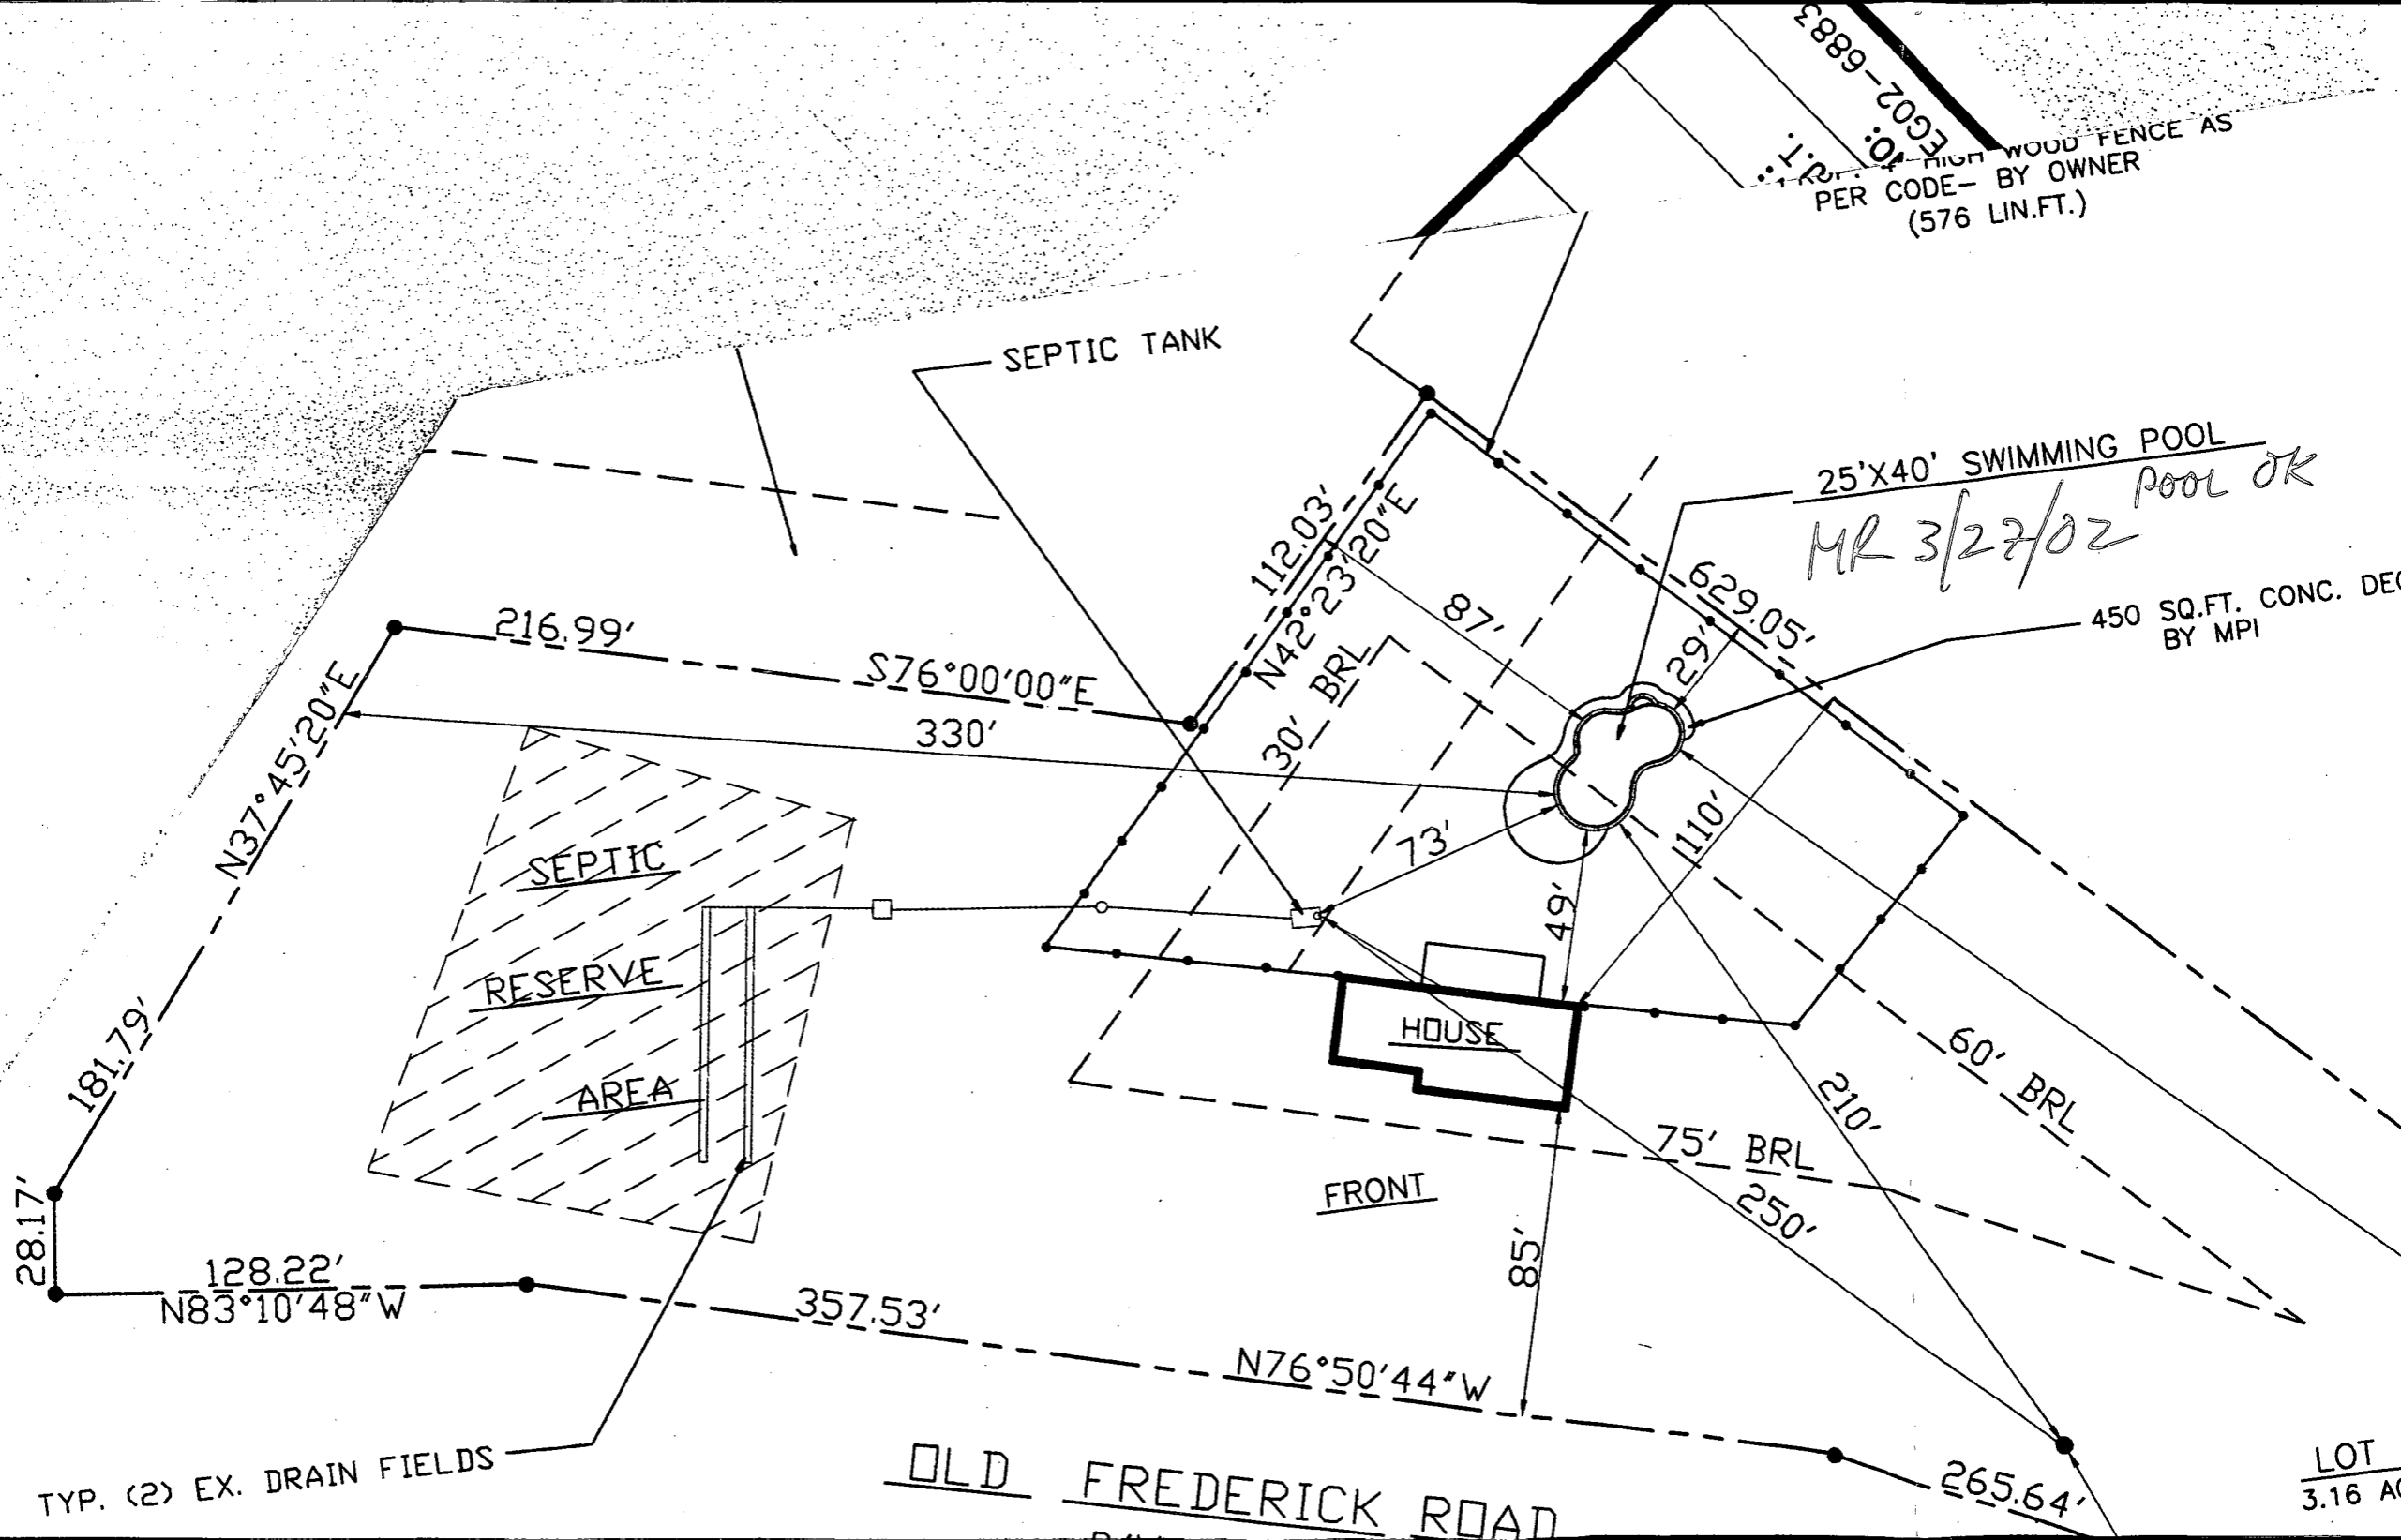 EG02-6883
HIGH WOOD FENCE AS
PER CODE- BY OWNER
(576 LIN.FT.)
SEPTIC TANK
25'X40' SWIMMING POOL
POOL OK
MR 3/27/02
450 SQ.FT. CONC.
BY MPI
112.03'
N42°23'20"E
629.05'
87'
29'
216.99'
S76°00'00"E
330'
30' BRL
N37°45'20"E
73'
110'
49'
SEPTIC
RESERVE
AREA
HOUSE
181.79'
60' BRL
210'
75' BRL
250'
FRONT
85'
28.17'
128.22'
N83°10'48"W
357.53'
N76°50'44"W
TYP. (2) EX. DRAIN FIELDS
OLD FREDERICK ROAD
265.64'
LOT
3.16